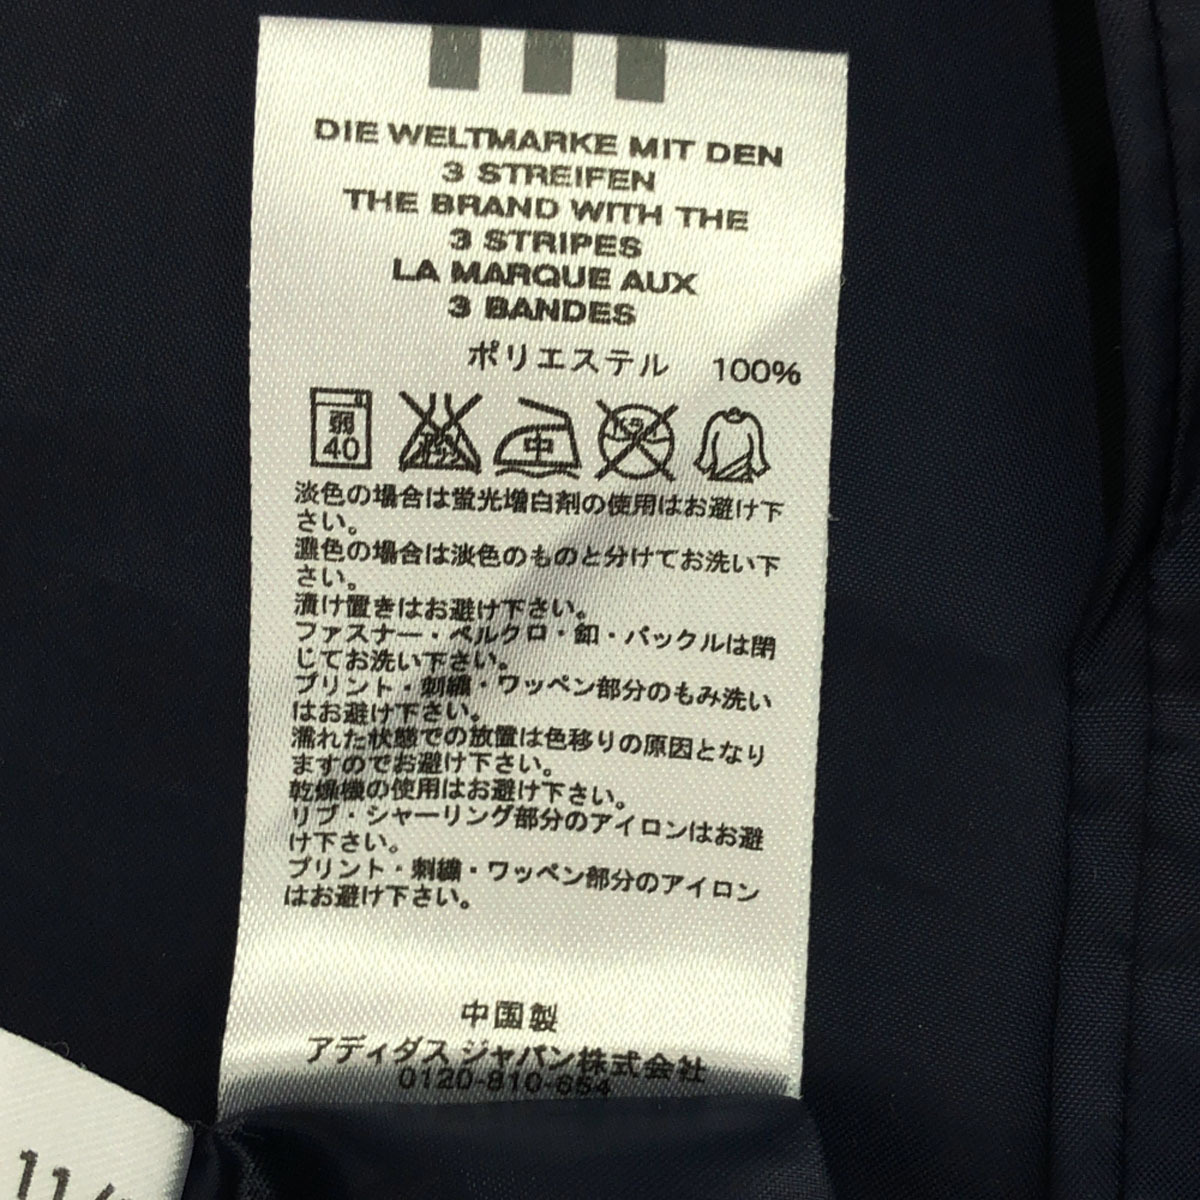 DIE WELTMARKE MIT DEN
3 STREIFEN
THE BRAND WITH THE
3 STRIPES
LA MARQUE AUX
3 BANDES
ポリエステル 100%
弱
40
中
淡色の場合は蛍光増白剤の使用はお避け下
さい。
濃色の場合は淡色のものと分けてお洗い下
さい。
漬け置きはお避け下さい。
ファスナー・ベルクロ・釦・バックルは閉
じてお洗い下さい。
プリント・刺繍・ワッペン部分のもみ洗い
はお避け下さい。
濡れた状態での放置は色移りの原因となり
ますのでお避け下さい。
乾燥機の使用はお避け下さい。
リブ・シャーリング部分のアイロンはお避
け下さい。
プリント・刺繍・ワッペン部分のアイロン
はお避け下さい。
中国製
アディダス ジャパン株式会社
0120-810-654